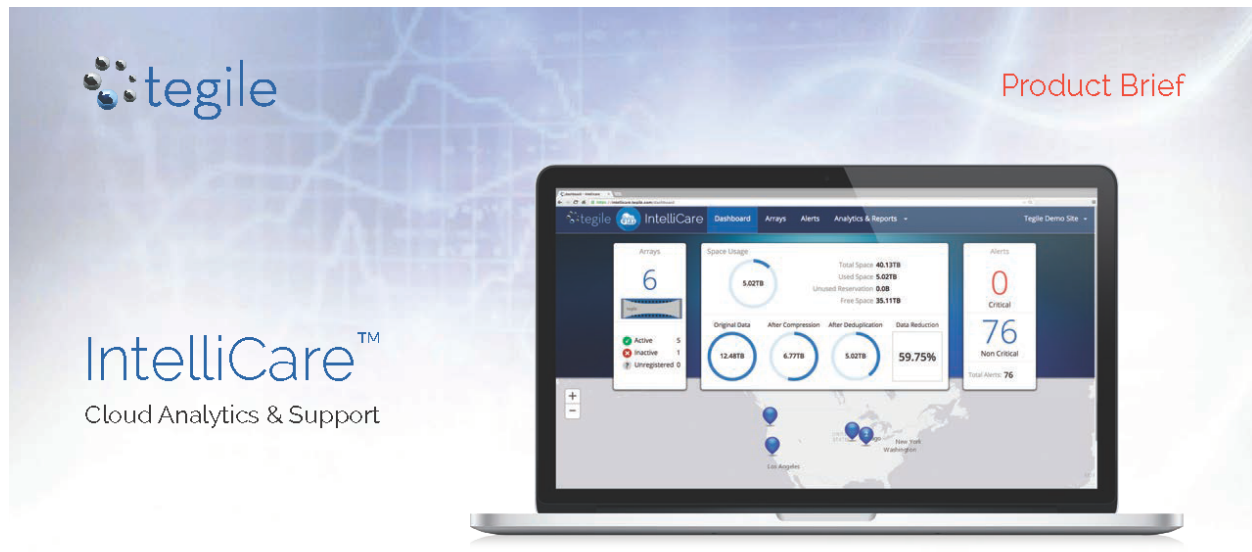 tegile
Product Brief
IntelliCare™
Cloud Analytics & Support
tegile IntelliCare Dashboard Arrays Alerts Analytics & Reports Tegile Demo Site
Arrays
6
Active 5
Inactive 1
Unregistered 0
Space Usage
5.02TB
Total Space 40.13TB
Used Space 5.02TB
Unused Reservation 0.0B
Free Space 35.11TB
Original Data After Compression After Deduplication Data Reduction
12.48TB 6.77TB 5.02TB 59.75%
Alerts
0
Critical
76
Non Critical
Total Alerts: 76
+
−
New York
Washington
Los Angeles